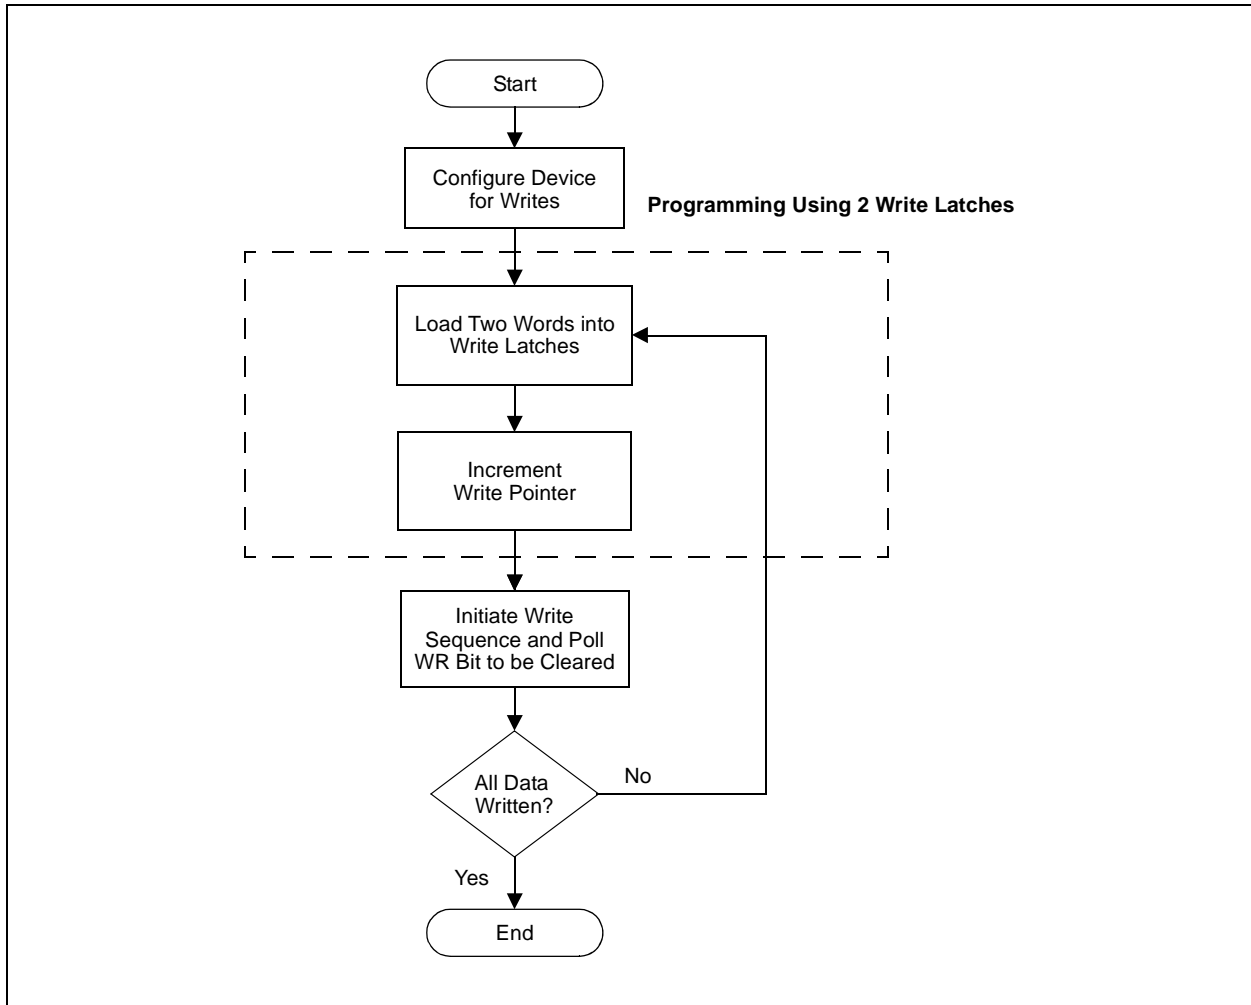 Start
Configure Device
for Writes
Programming Using 2 Write Latches
Load Two Words into
Write Latches
Increment
Write Pointer
Initiate Write
Sequence and Poll
WR Bit to be Cleared
All Data
Written?
No
Yes
End